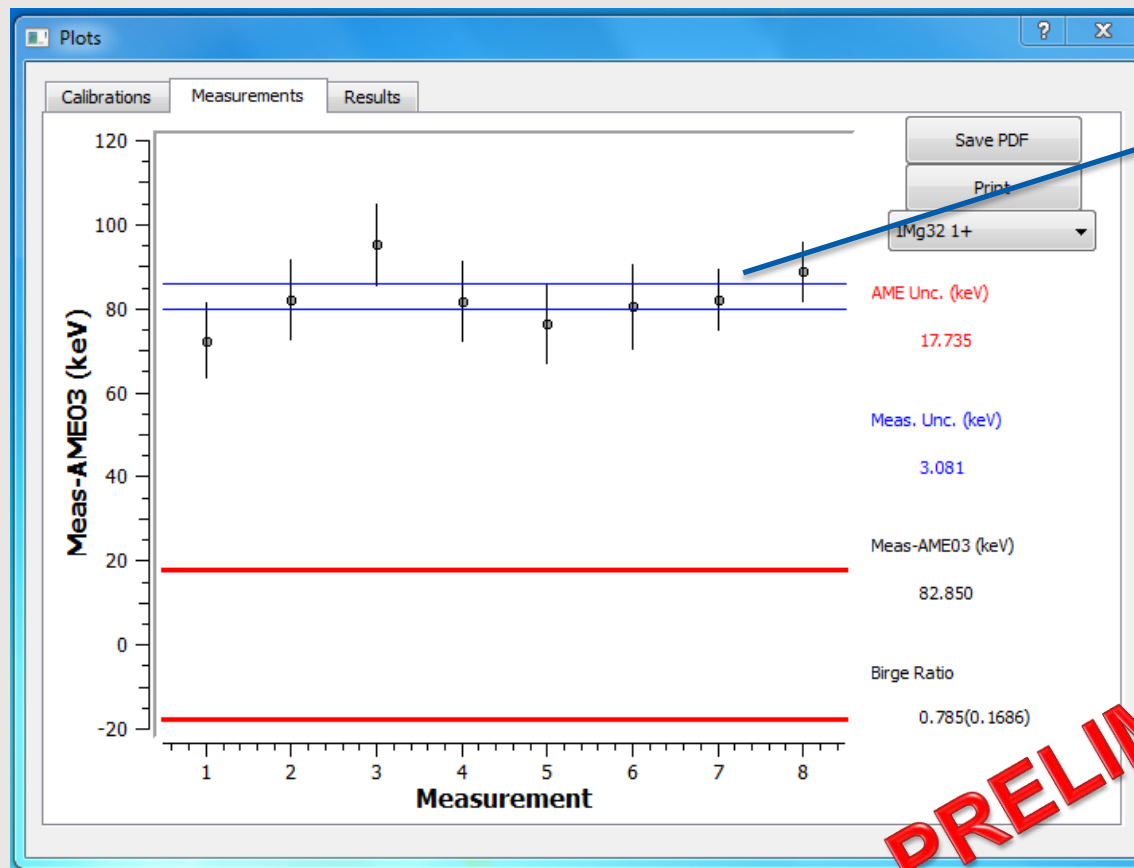 Plots
Calibrations Measurements Results
Save PDF
Print
1Mg32 1+
AME Unc. (keV)
17.735
Meas. Unc. (keV)
3.081
Meas-AME03 (keV)
82.850
Birge Ratio
0.785(0.1686)
Meas-AME03 (keV)
120
100
80
60
40
20
0
-20
1 2 3 4 5 6 7 8
Measurement
PRELIM